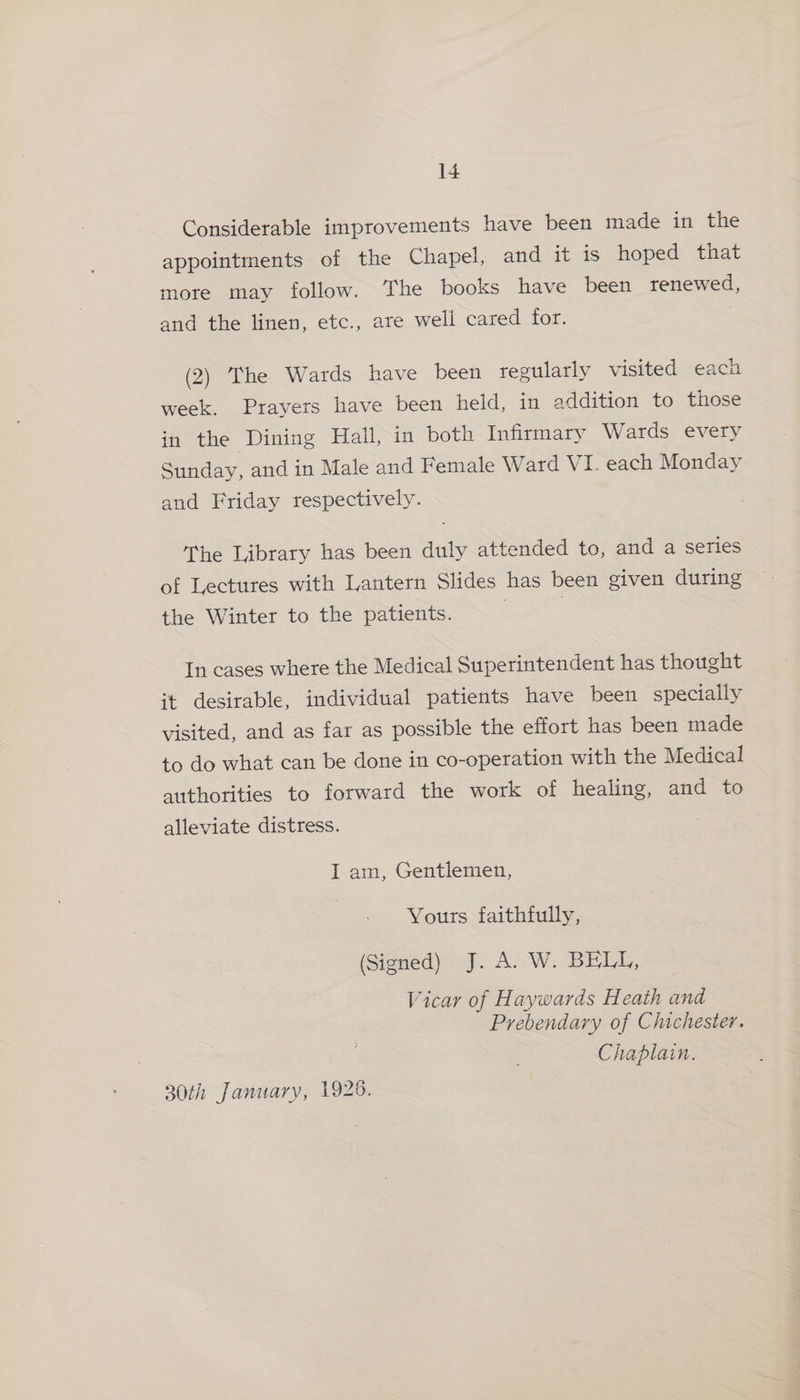 14
Considerable improvements have been made in the
appointments of the Chapel, and it is hoped that
more may follow. The books have been renewed,
and the linen, etc., are well cared for.
(2) The Wards have been regularly visited each
week. Prayers have been held, in addition to those
in the Dining Hall, in both Infirmary Wards every
Sunday, and in Male and Female Ward VI. each Monday
and Friday respectively.
The Library has been duly attended to, and a series
of Lectures with Lantern Slides has been given during
the Winter to the patients.
In cases where the Medical Superintendent has thought
it desirable, individual patients have been specially
visited, and as far as possible the effort has been made
to do what can be done in co-operation with the Medical
authorities to forward the work of healing, and to
alleviate distress.
I am, Gentlemen,
Yours faithfully,
(Signed) J. A. W. BELL,
Vicar of Haywards Heath and
Prebendary of Chichester.
Chaplain.
30th January, 1926.